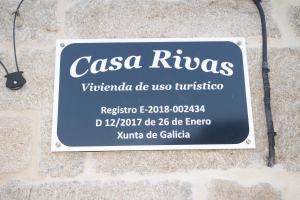 Casa Rivas
Vivienda de uso turístico
Registro E-2018-002434
D 12/2017 de 26 de Enero
Xunta de Galicia